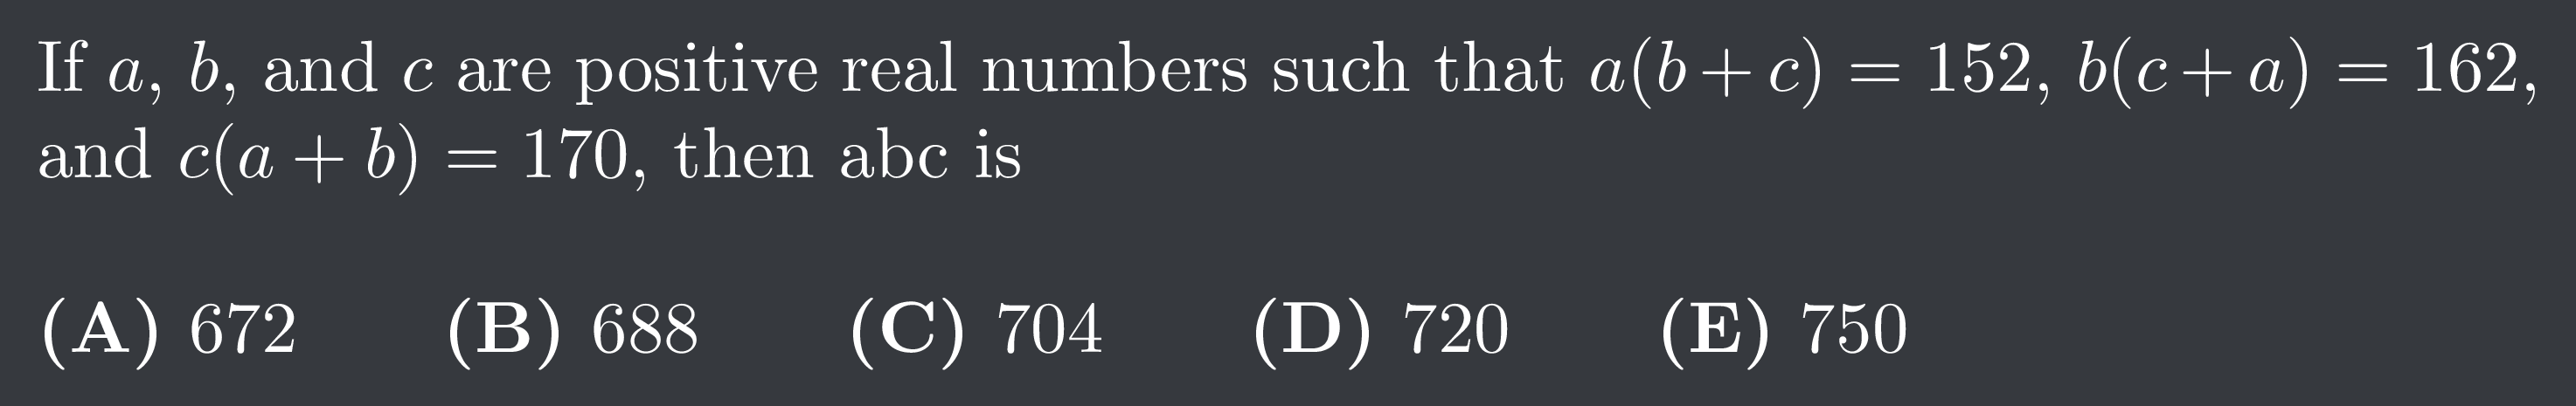 If a, b, and c are positive real numbers such that a(b + c) = 152, b(c + a) = 162,
and c(a + b) = 170, then abc is
(A) 672 (B) 688 (C) 704 (D) 720 (E) 750